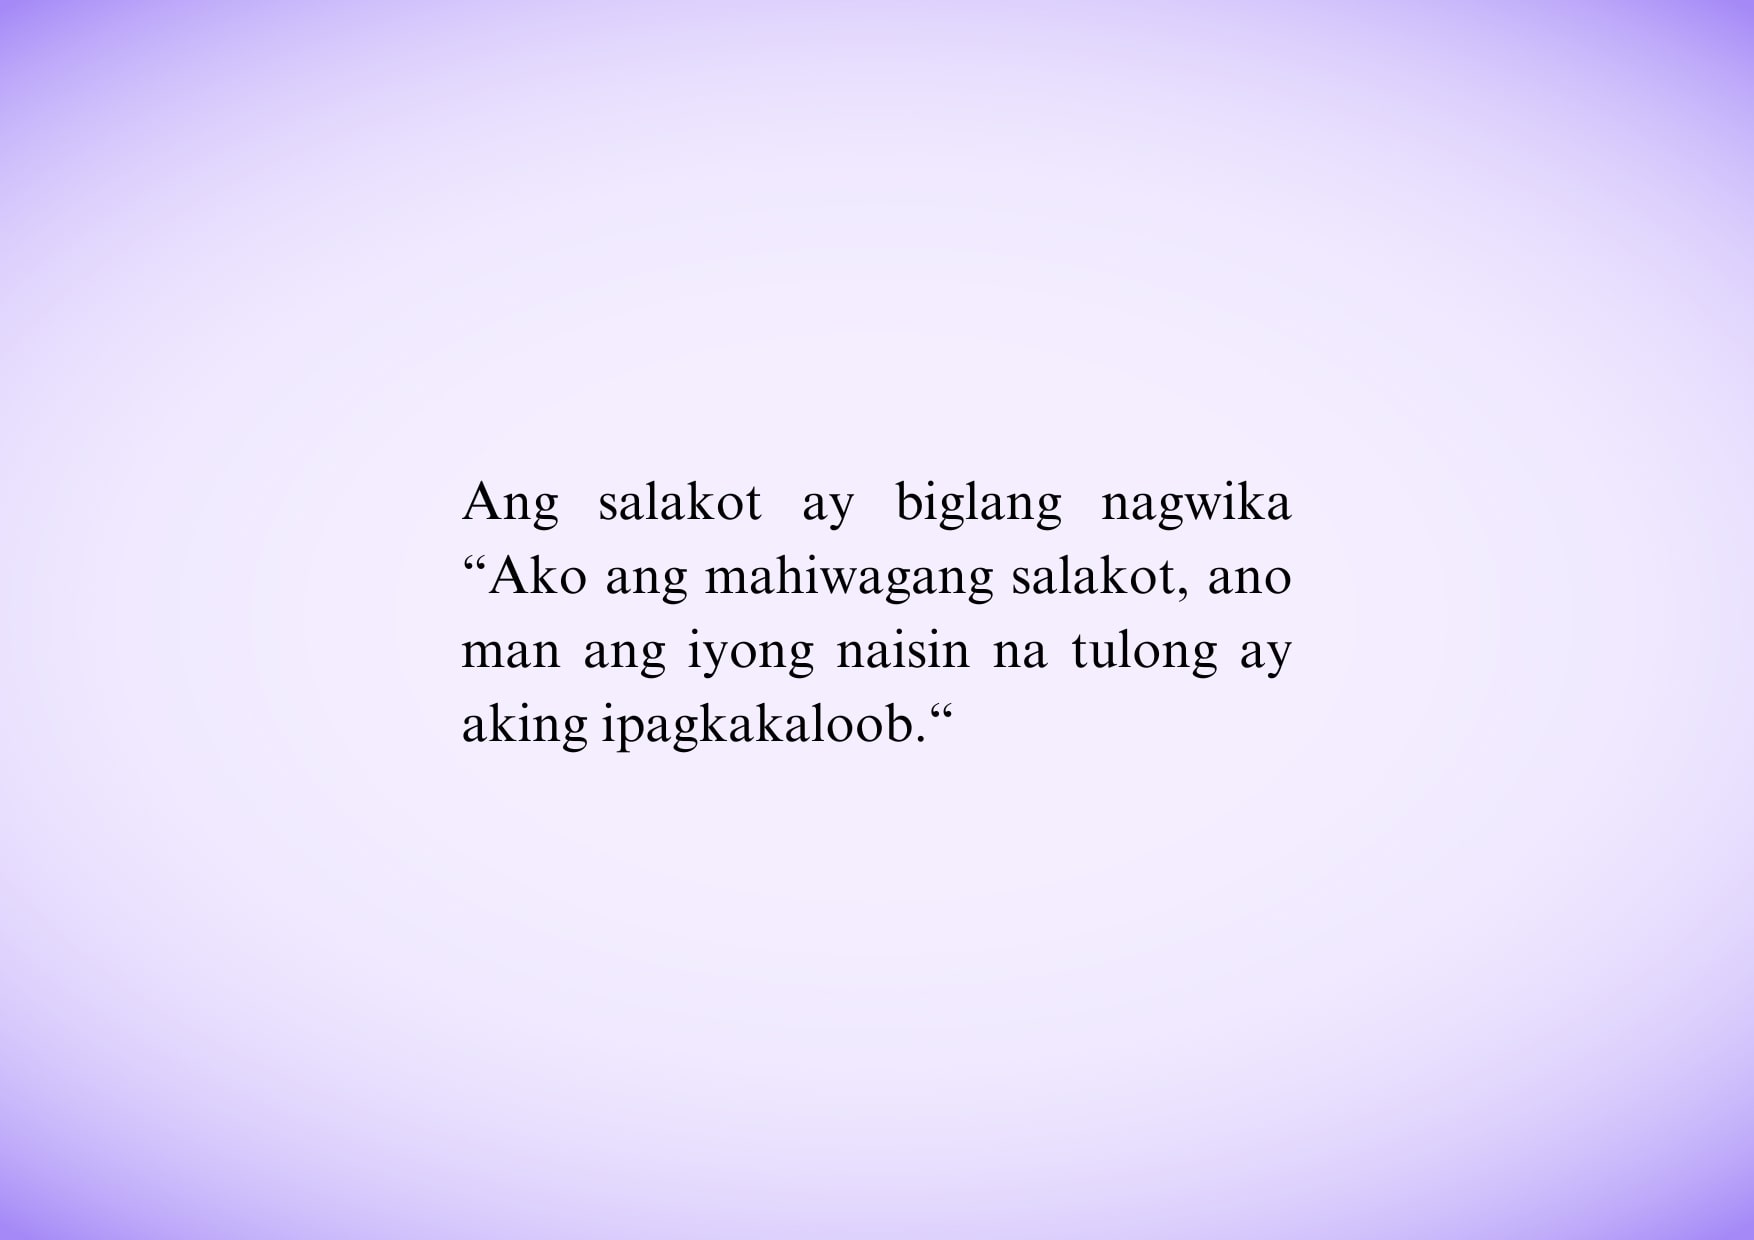 Ang salakot ay biglang nagwika
“Ako ang mahiwagang salakot, ano
man ang iyong naisin na tulong ay
aking ipagkakaloob.“